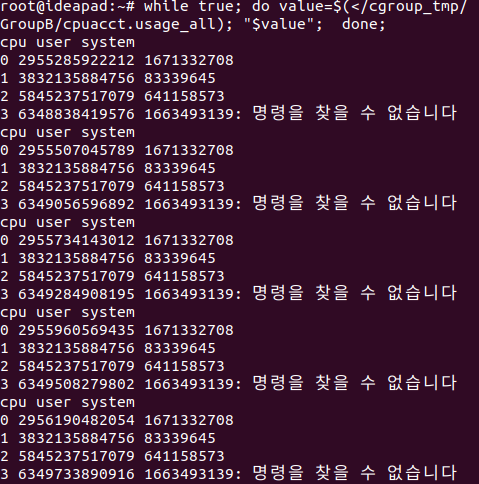 root@ideapad:~# while true; do value=$(</cgroup_tmp/
GroupB/cpuacct.usage_all); "$value";  done;
cpu user system
0 2955285922212 1671332708
1 3832135884756 83339645
2 5845237517079 641158573
3 6348838419576 1663493139: 명령을 찾을 수 없습니다
cpu user system
0 2955507045789 1671332708
1 3832135884756 83339645
2 5845237517079 641158573
3 6349056596892 1663493139: 명령을 찾을 수 없습니다
cpu user system
0 2955734143012 1671332708
1 3832135884756 83339645
2 5845237517079 641158573
3 6349284908195 1663493139: 명령을 찾을 수 없습니다
cpu user system
0 2955960569435 1671332708
1 3832135884756 83339645
2 5845237517079 641158573
3 6349508279802 1663493139: 명령을 찾을 수 없습니다
cpu user system
0 2956190482054 1671332708
1 3832135884756 83339645
2 5845237517079 641158573
3 6349733890916 1663493139: 명령을 찾을 수 없습니다